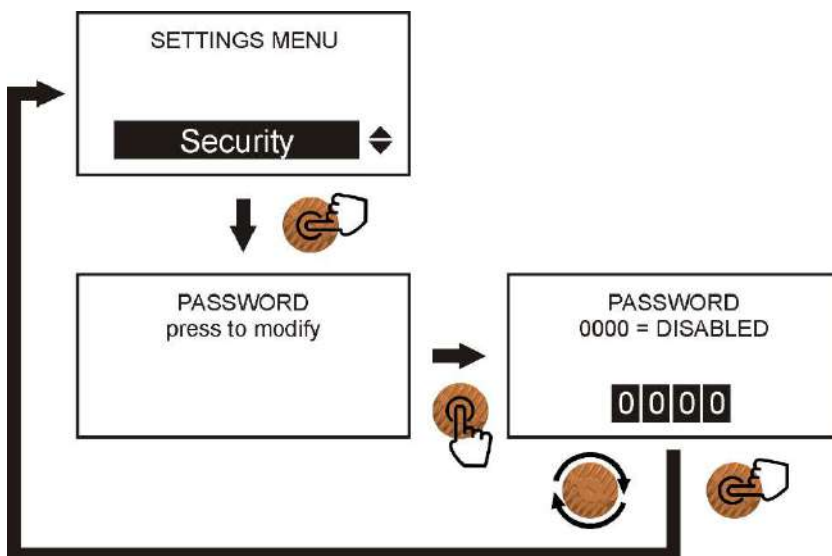 SETTINGS MENU
Security
PASSWORD
press to modify
PASSWORD
0000 = DISABLED
0000